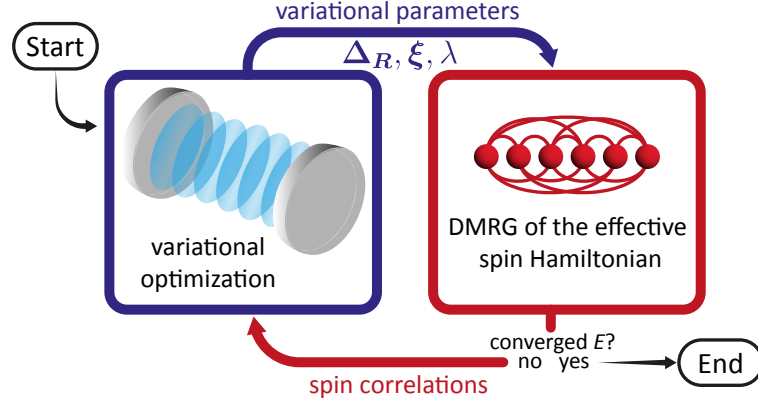 Start
variational parameters
Δ_R, ξ, λ
variational
optimization
DMRG of the effective
spin Hamiltonian
converged E?
no yes
End
spin correlations